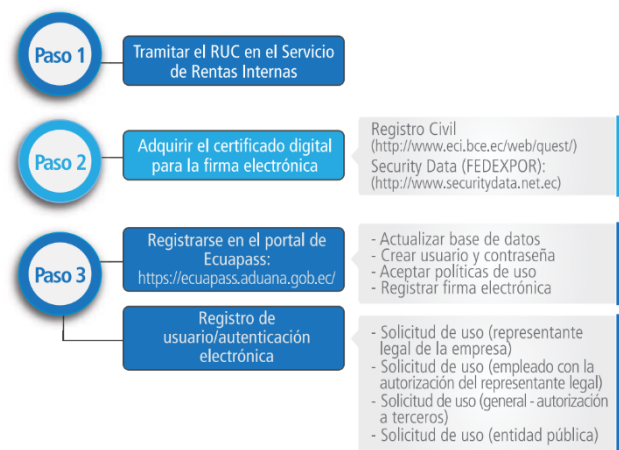 Paso 1
Tramitar el RUC en el Servicio
de Rentas Internas
Paso 2
Adquirir el certificado digital
para la firma electrónica
Registro Civil
(http://www.eci.bce.ec/web/quest/)
Security Data (FEDEXPOR):
(http://www.securitydata.net.ec)
Paso 3
Registrarse en el portal de
Ecuapass:
https://ecuapass.aduana.gob.ec/
- Actualizar base de datos
- Crear usuario y contraseña
- Aceptar políticas de uso
- Registrar firma electrónica
Registro de
usuario/autenticación
electrónica
- Solicitud de uso (representante
legal de la empresa)
- Solicitud de uso (empleado con la
autorización del representante legal)
- Solicitud de uso (general - autorización
a terceros)
- Solicitud de uso (entidad pública)